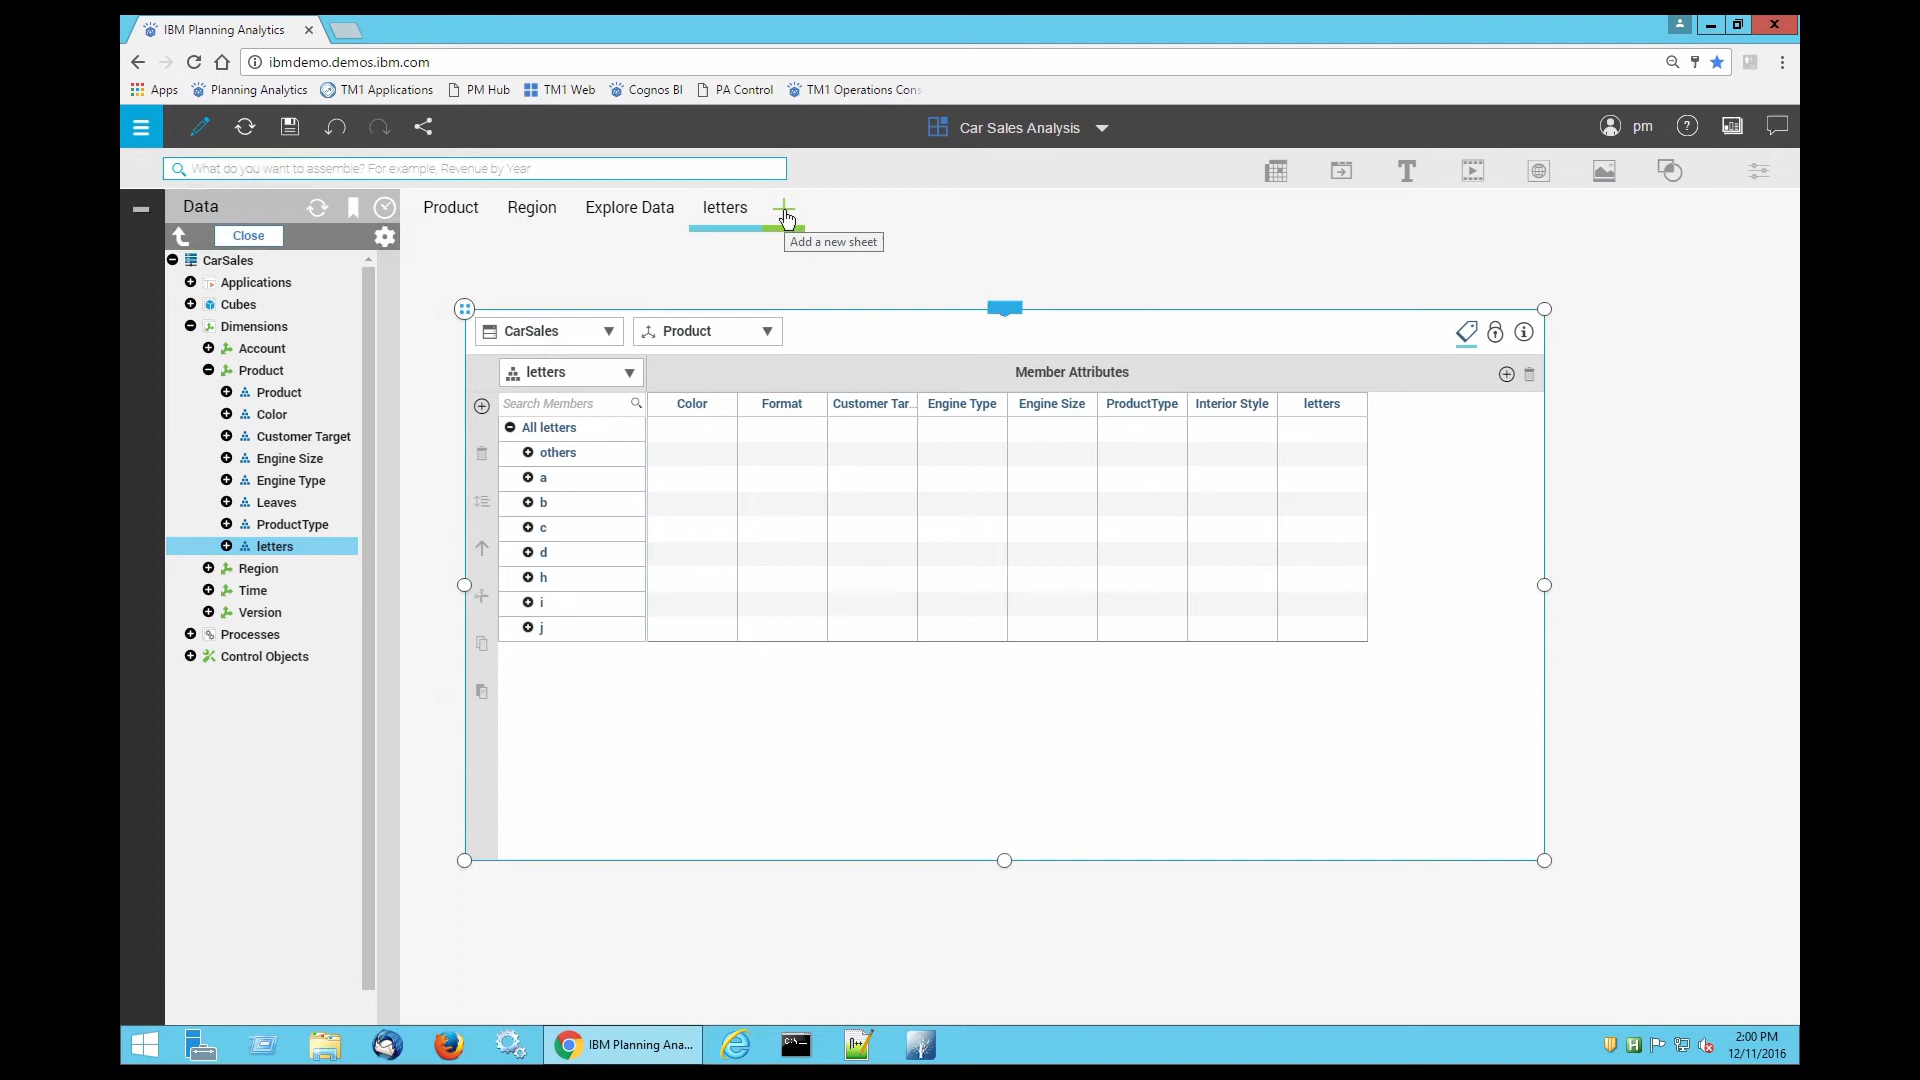 IBM Planning Analytics
ibmdemo.demos.ibm.com
Apps Planning Analytics TM1 Applications PM Hub TM1 Web Cognos BI PA Control TM1 Operations Con
Car Sales Analysis
pm
What do you want to assemble? For example, Revenue by Year
Data
Product Region Explore Data letters
Close
Add a new sheet
CarSales
Applications
Cubes
Dimensions
Account
Product
Product
Color
Customer Target
Engine Size
Engine Type
Leaves
ProductType
letters
Region
Time
Version
Processes
Control Objects
CarSales Product
letters Member Attributes
Search Members Color Format Customer Tar... Engine Type Engine Size ProductType Interior Style letters
All letters
others
a
b
c
d
h
i
j
IBM Planning Ana...
2:00 PM
12/11/2016